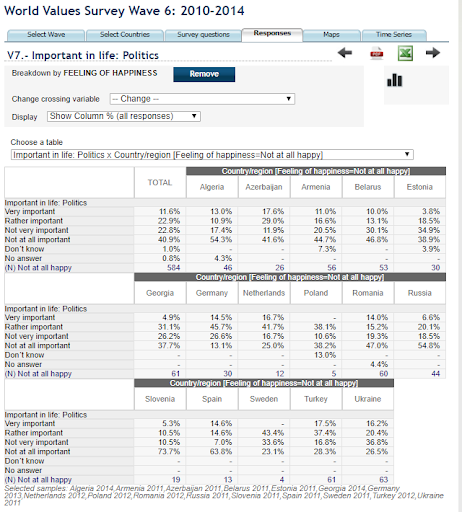 World Values Survey Wave 6: 2010-2014
Select Wave Select Countries Survey questions Responses Maps Time Series
V7.- Important in life: Politics
Breakdown by FEELING OF HAPPINESS Remove
Change crossing variable -- Change --
Display Show Column % (all responses)
Choose a table
Important in life: Politics x Country/region [Feeling of happiness=Not at all happy]
Country/region [Feeling of happiness=Not at all happy]
TOTAL Algeria Azerbaijan Armenia Belarus Estonia
Important in life: Politics
Very important 11.6% 13.0% 17.6% 11.0% 10.0% 3.8%
Rather important 22.9% 10.9% 29.0% 16.6% 13.1% 18.5%
Not very important 22.8% 17.4% 11.9% 20.5% 30.1% 34.9%
Not at all important 40.9% 54.3% 41.6% 44.7% 46.8% 38.9%
Don't know 1.0% - - 7.3% - 3.9%
No answer 0.8% 4.3% - - - -
(N) Not at all happy 584 46 26 56 53 30
Country/region [Feeling of happiness=Not at all happy]
Georgia Germany Netherlands Poland Romania Russia
Important in life: Politics
Very important 4.9% 14.5% 16.7% - 14.0% 6.6%
Rather important 31.1% 45.7% 41.7% 38.1% 15.2% 20.1%
Not very important 26.2% 26.6% 16.7% 10.6% 19.3% 18.5%
Not at all important 37.7% 13.1% 25.0% 38.2% 47.0% 54.8%
Don't know - - - 13.0% - -
No answer - - - - 4.4% -
(N) Not at all happy 61 30 12 5 60 44
Country/region [Feeling of happiness=Not at all happy]
Slovenia Spain Sweden Turkey Ukraine
Important in life: Politics
Very important 5.3% 14.6% - 17.5% 16.2%
Rather important 10.5% 14.6% 43.4% 37.4% 20.4%
Not very important 10.5% 7.0% 33.6% 16.8% 36.8%
Not at all important 73.7% 63.8% 23.1% 28.3% 26.5%
Don't know - - - - -
No answer - - - - -
(N) Not at all happy 19 13 4 61 63
Selected samples: Algeria 2014,Armenia 2011,Azerbaijan 2011,Belarus 2011,Estonia 2011,Georgia 2014,Germany
2013,Netherlands 2012,Poland 2012,Romania 2012,Russia 2011,Slovenia 2011,Spain 2011,Sweden 2011,Turkey 2012,Ukraine
2011